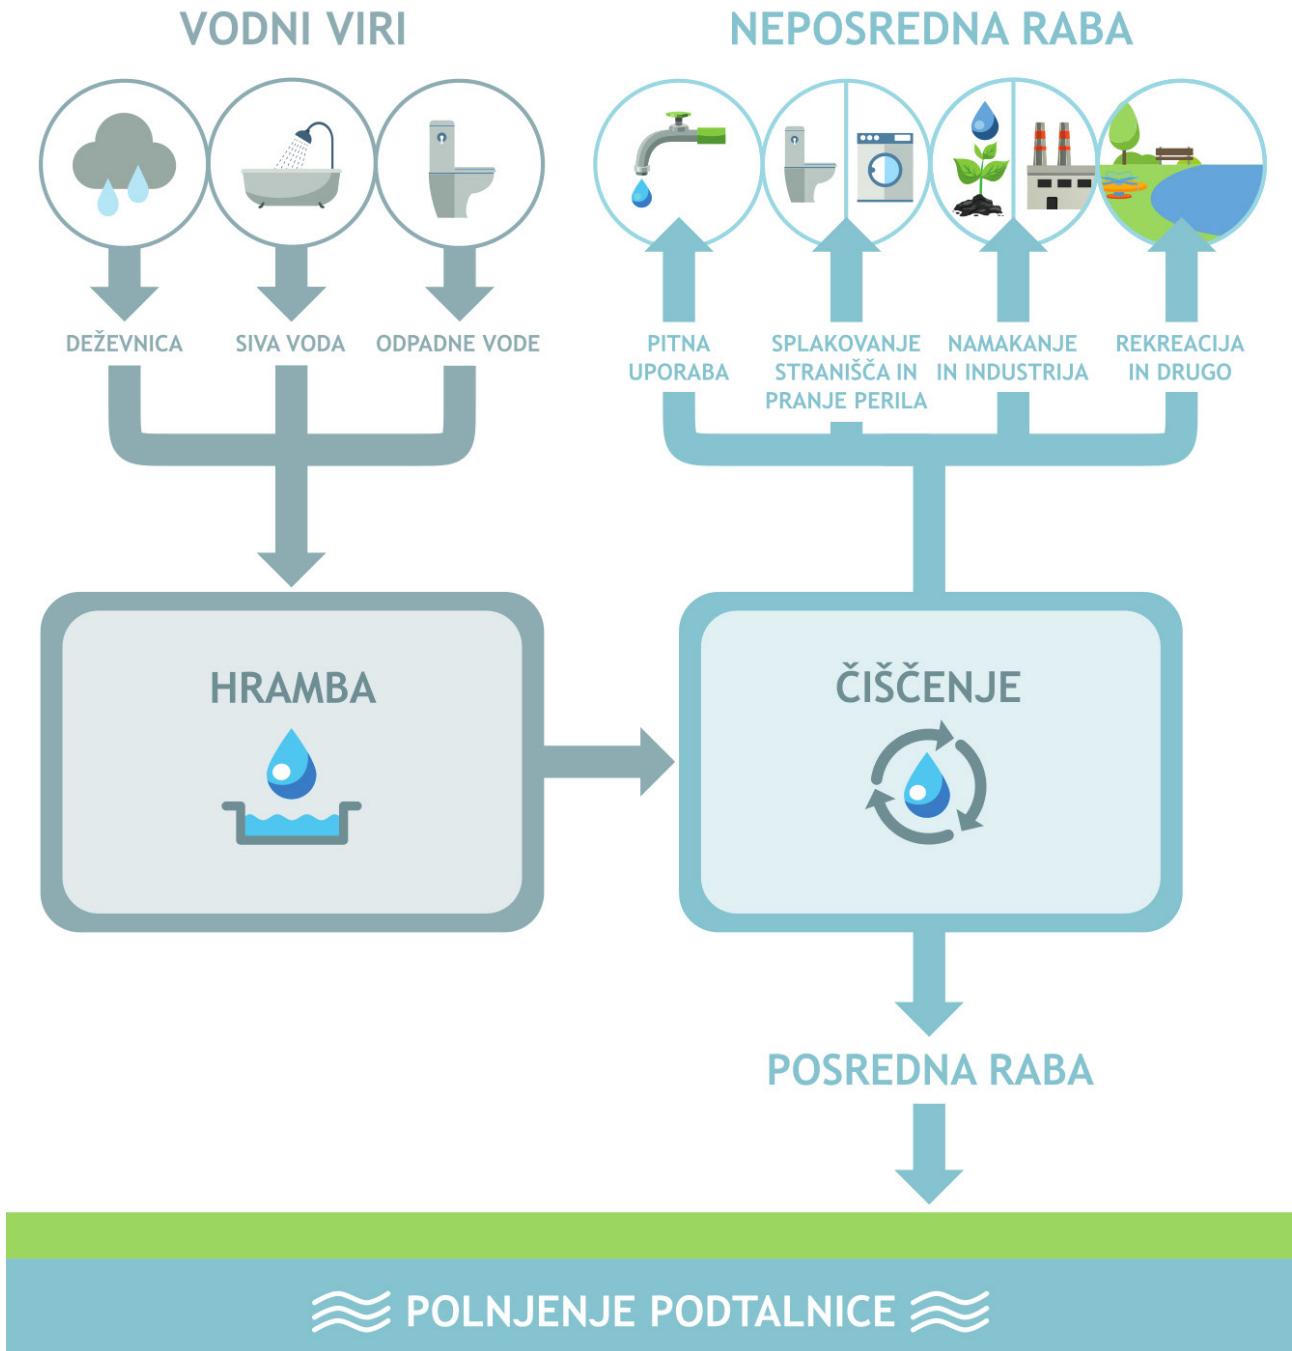 VODNI VIRI
NEPOSREDNA RABA
DEŽEVNICA
SIVA VODA
ODPADNE VODE
PITNA
UPORABA
SPLAKOVANJE
STRANIŠČA IN
PRANJE PERILA
NAMAKANJE
IN INDUSTRIJA
REKREACIJA
IN DRUGO
HRAMBA
ČIŠČENJE
POSREDNA RABA
POLNJENJE PODTALNICE